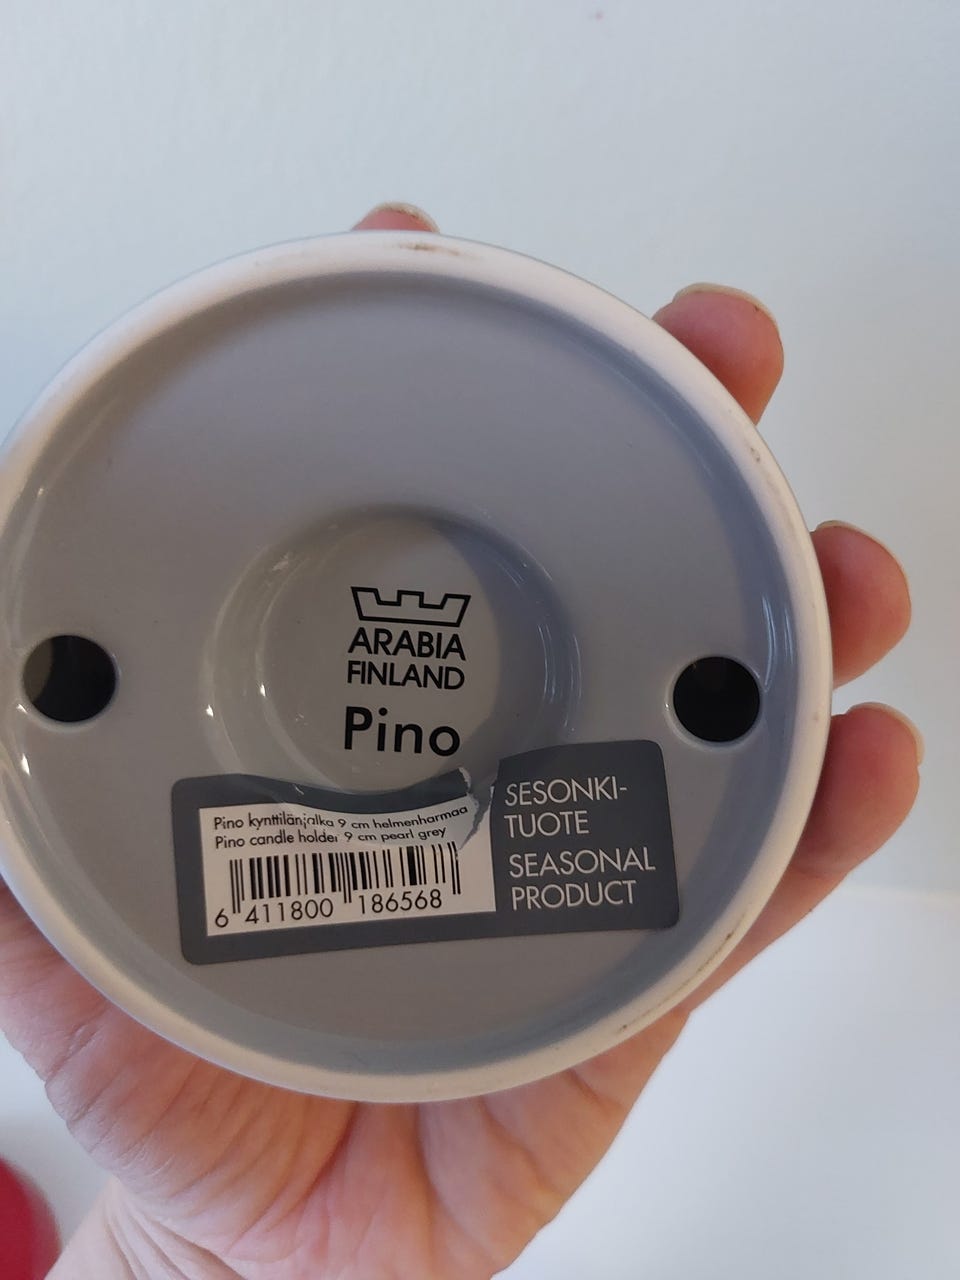 ARABIA
FINLAND
Pino
Pino kynttilänjalka 9 cm helmenharmaa
Pino candle holder 9 cm pearl grey
6 411800 186568
SESONKI-
TUOTE
SEASONAL
PRODUCT